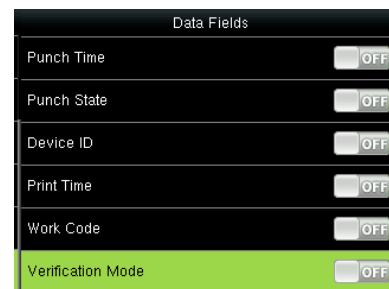 Data Fields
Punch Time OFF
Punch State OFF
Device ID OFF
Print Time OFF
Work Code OFF
Verification Mode OFF